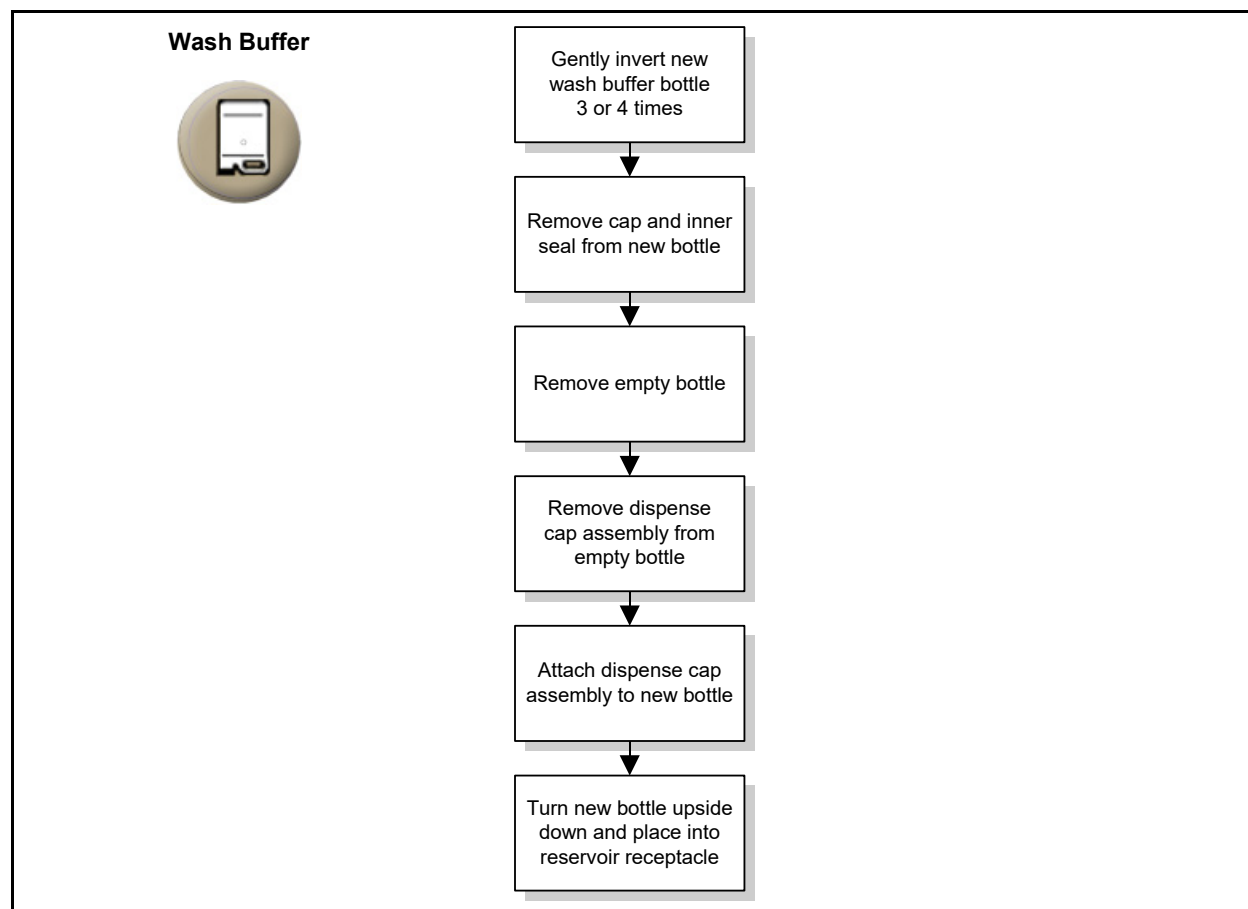 Wash Buffer
Gently invert new
wash buffer bottle
3 or 4 times
Remove cap and inner
seal from new bottle
Remove empty bottle
Remove dispense
cap assembly from
empty bottle
Attach dispense cap
assembly to new bottle
Turn new bottle upside
down and place into
reservoir receptacle